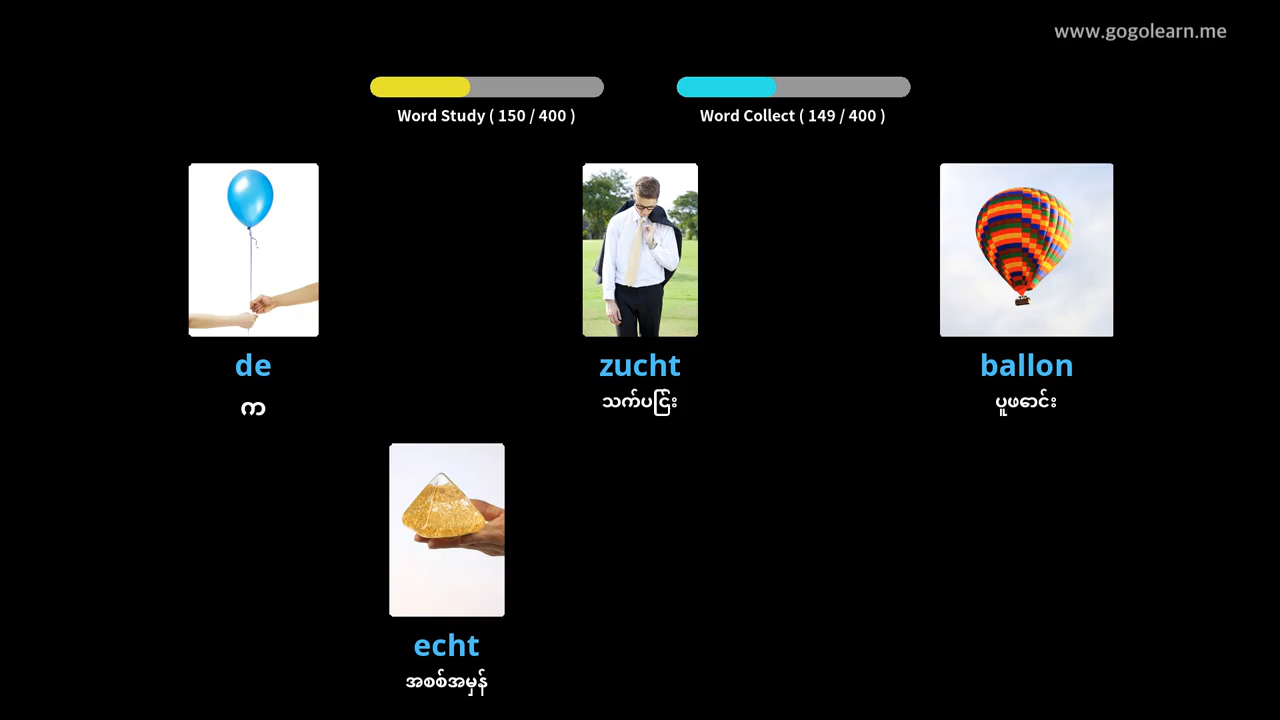 www.gogolearn.me
Word Study ( 150 / 400 )
Word Collect ( 149 / 400 )
de
က
zucht
သက်ပြင်း
ballon
ပူဖောင်း
echt
အစစ်အမှန်